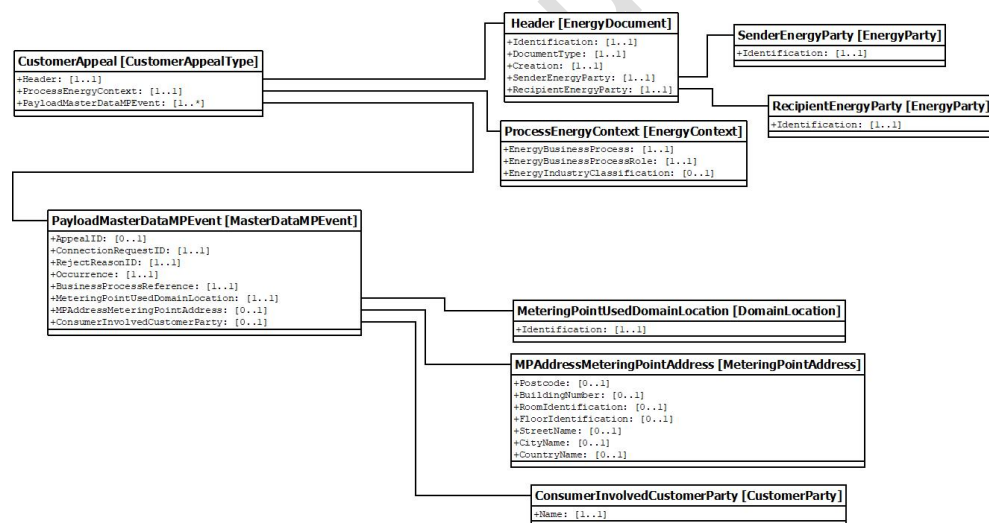 CustomerAppeal [CustomerAppealType]
+Header: [1..1]
+ProcessEnergyContext: [1..1]
+PayloadMasterDataMPEvent: [1..*]
Header [EnergyDocument]
+Identification: [1..1]
+DocumentType: [1..1]
+Creation: [1..1]
+SenderEnergyParty: [1..1]
+RecipientEnergyParty: [1..1]
SenderEnergyParty [EnergyParty]
+Identification: [1..1]
RecipientEnergyParty [EnergyParty]
+Identification: [1..1]
ProcessEnergyContext [EnergyContext]
+EnergyBusinessProcess: [1..1]
+EnergyBusinessProcessRole: [1..1]
+EnergyIndustryClassification: [0..1]
PayloadMasterDataMPEvent [MasterDataMPEvent]
+AppealID: [0..1]
+ConnectionRequestID: [1..1]
+RejectReasonID: [1..1]
+Occurrence: [1..1]
+BusinessProcessReference: [1..1]
+MeteringPointUsedDomainLocation: [1..1]
+MPAddressMeteringPointAddress: [0..1]
+ConsumerInvolvedCustomerParty: [0..1]
MeteringPointUsedDomainLocation [DomainLocation]
+Identification: [1..1]
MPAddressMeteringPointAddress [MeteringPointAddress]
+Postcode: [0..1]
+BuildingNumber: [0..1]
+RoomIdentification: [0..1]
+FloorIdentification: [0..1]
+StreetName: [0..1]
+CityName: [0..1]
+CountryName: [0..1]
ConsumerInvolvedCustomerParty [CustomerParty]
+Name: [1..1]